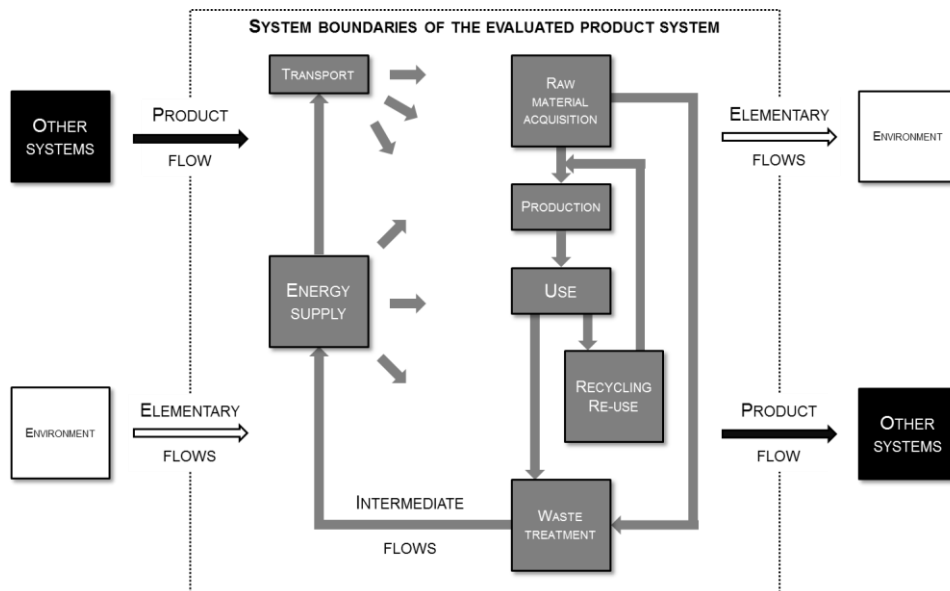 System boundaries of the evaluated product system
Transport
Raw
material
acquisition
Other
systems
Product
flow
Elementary
flows
Environment
Production
Energy
supply
Use
Recycling
Re-use
Environment
Elementary
flows
Product
flow
Other
systems
Intermediate
flows
Waste
treatment